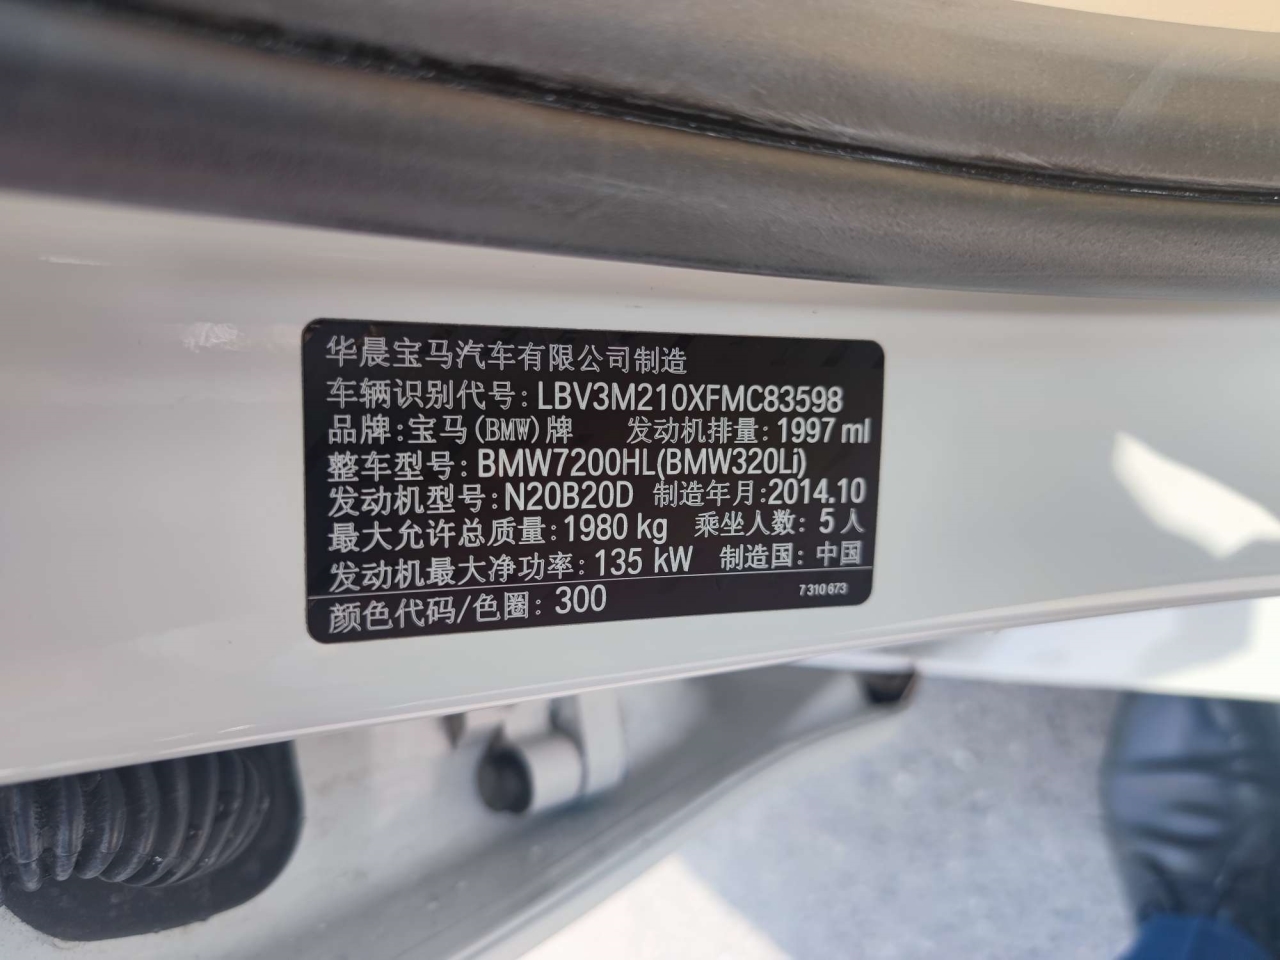 华晨宝马汽车有限公司制造
车辆识别代号: LBV3M210XFMC83598
品牌: 宝马(BMW)牌 发动机排量: 1997 ml
整车型号: BMW7200HL(BMW320Li)
发动机型号: N20B20D 制造年月: 2014.10
最大允许总质量: 1980 kg 乘坐人数: 5 人
发动机最大净功率: 135 kW 制造国: 中国
颜色代码/色圈: 300 7 310 673